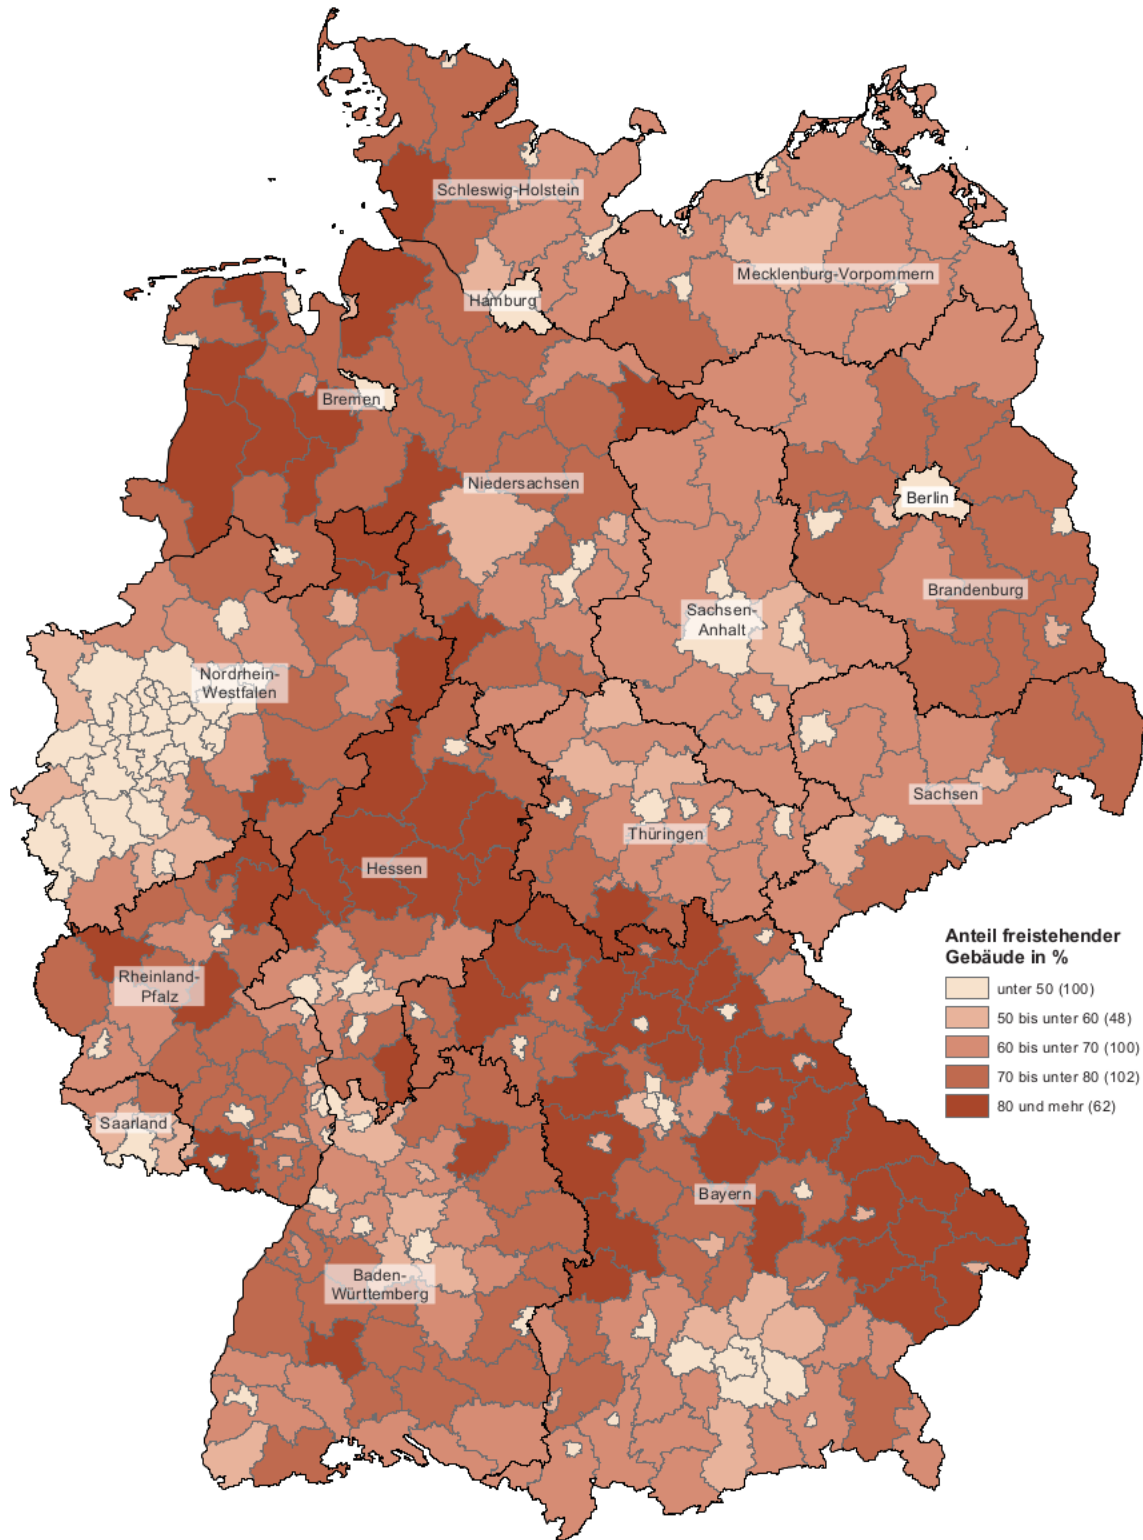 Schleswig-Holstein
Mecklenburg-Vorpommern
Hamburg
Bremen
Niedersachsen
Berlin
Brandenburg
Sachsen-
Anhalt
Nordrhein-
Westfalen
Sachsen
Thüringen
Hessen
Rheinland-
Pfalz
Saarland
Bayern
Baden-
Württemberg
Anteil freistehender
Gebäude in %
unter 50 (100)
50 bis unter 60 (48)
60 bis unter 70 (100)
70 bis unter 80 (102)
80 und mehr (62)